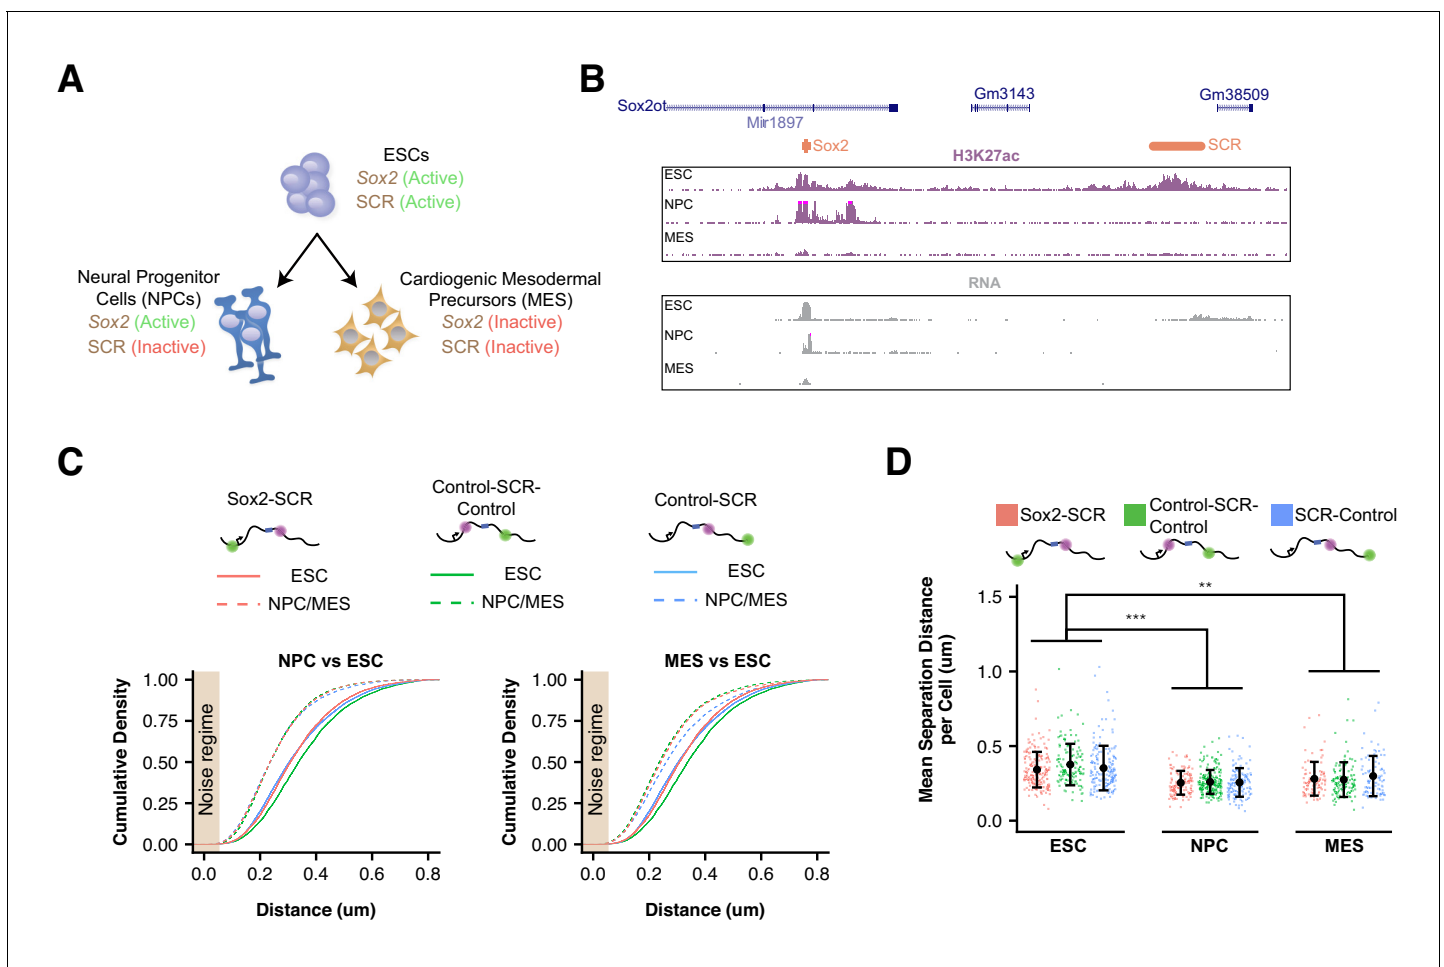 A
ESCs
Sox2 (Active)
SCR (Active)
Neural Progenitor
Cells (NPCs)
Sox2 (Active)
SCR (Inactive)
Cardiogenic Mesodermal
Precursors (MES)
Sox2 (Inactive)
SCR (Inactive)
B
Sox2ot
Mir1897
Gm3143
Gm38509
Sox2
SCR
H3K27ac
ESC
NPC
MES
RNA
ESC
NPC
MES
C
Sox2-SCR
ESC
NPC/MES
Control-SCR-
Control
ESC
NPC/MES
Control-SCR
ESC
NPC/MES
NPC vs ESC
Cumulative Density
1.00
0.75
0.50
0.25
0.00
Noise regime
0.0 0.2 0.4 0.6 0.8
Distance (um)
MES vs ESC
Cumulative Density
1.00
0.75
0.50
0.25
0.00
Noise regime
0.0 0.2 0.4 0.6 0.8
Distance (um)
D
Sox2-SCR
Control-SCR-
Control
SCR-Control
Mean Separation Distance
per Cell (um)
1.5
1.0
0.5
0.0
**
***
ESC NPC MES